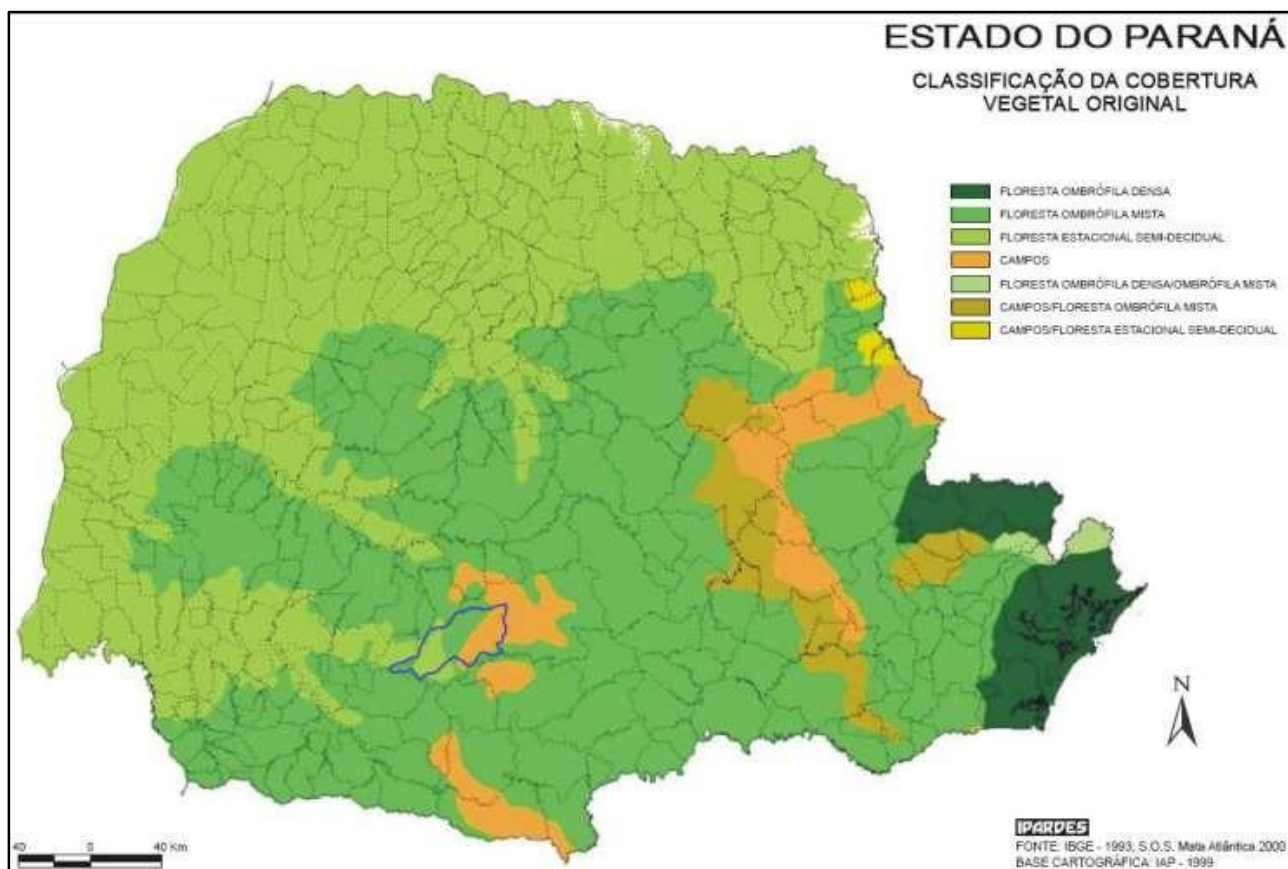 ESTADO DO PARANÁ
CLASSIFICAÇÃO DA COBERTURA
VEGETAL ORIGINAL
FLORESTA OMBRÓFILA DENSA
FLORESTA OMBRÓFILA MISTA
FLORESTA ESTACIONAL SEMI-DECIDUAL
CAMPOS
FLORESTA OMBRÓFILA DENSA/OMBRÓFILA MISTA
CAMPOS/FLORESTA OMBRÓFILA MISTA
CAMPOS/FLORESTA ESTACIONAL SEMI-DECIDUAL
N
40 0 40 Km
IPARDES
FONTE: IBGE - 1993, S.O.S. Mata Atlântica 2000
BASE CARTOGRÁFICA: IAP - 1999